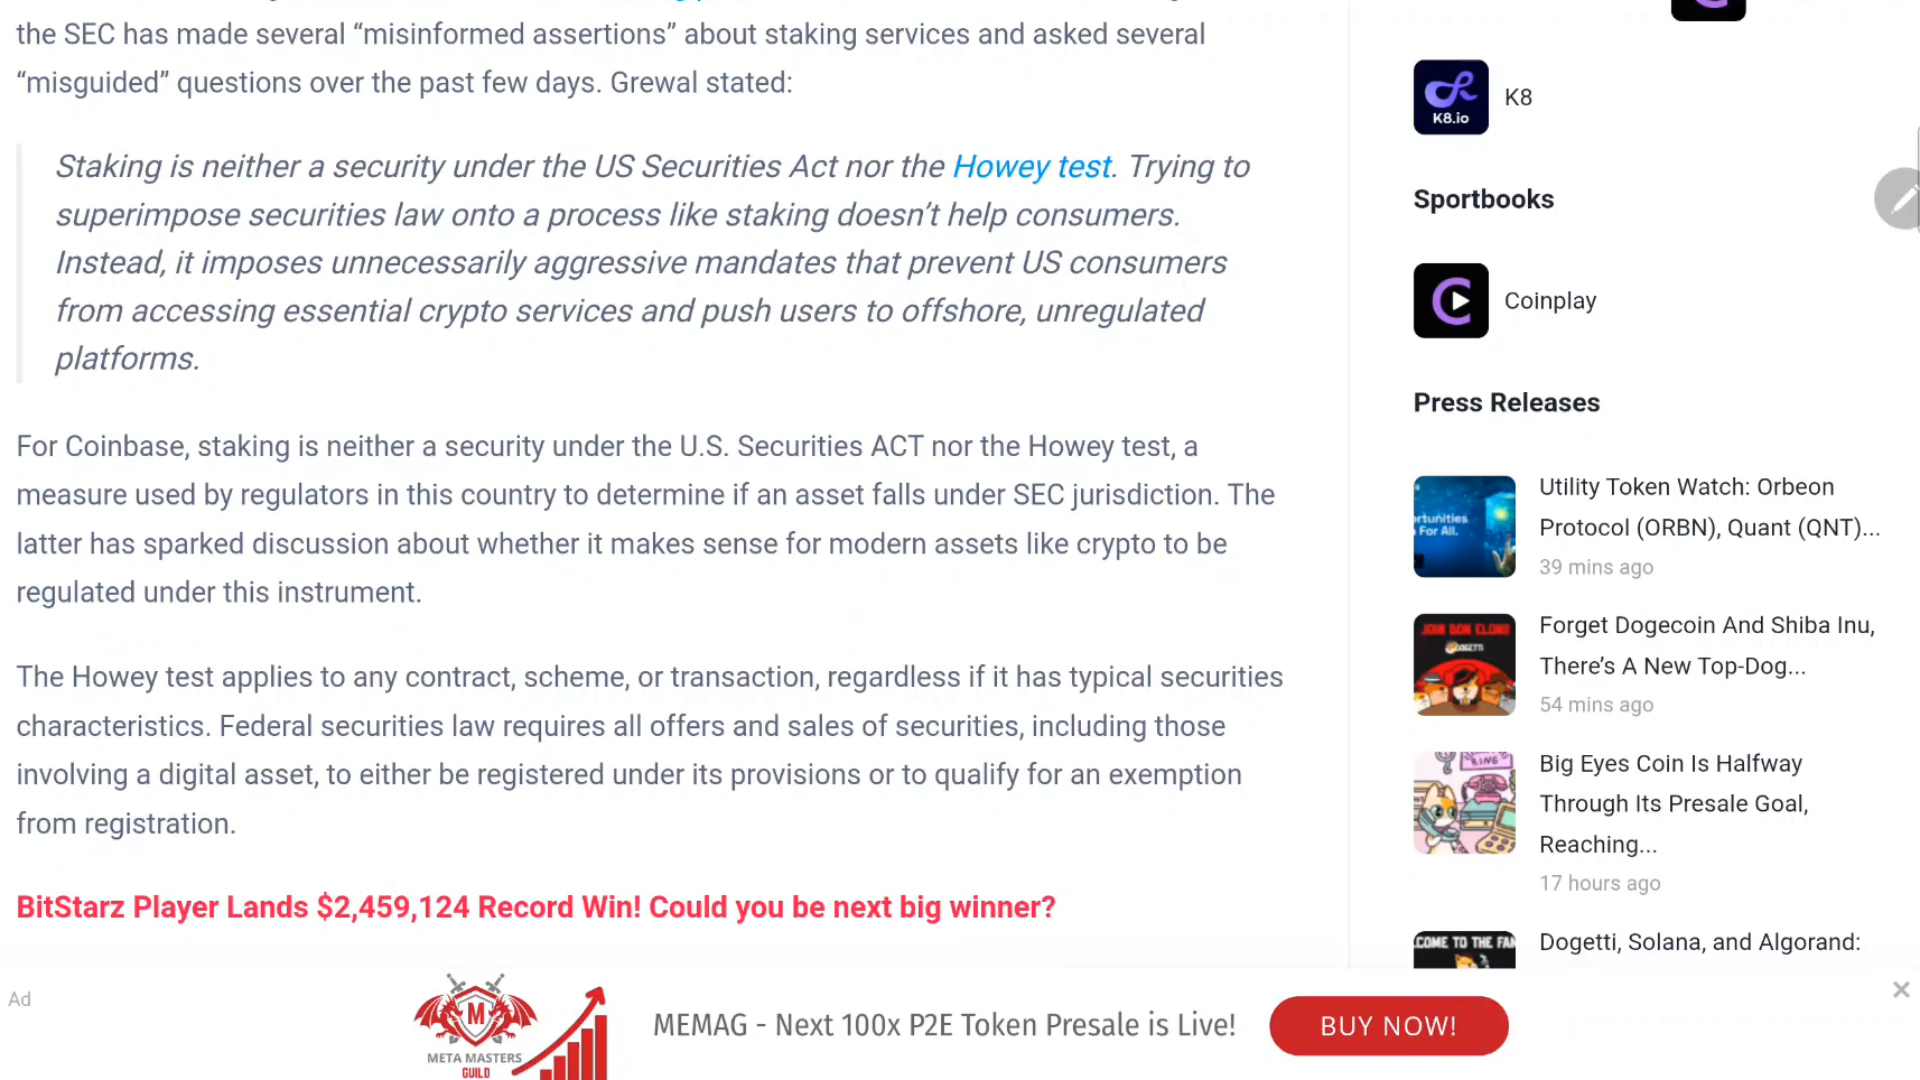 the SEC has made several “misinformed assertions” about staking services and asked several
“misguided” questions over the past few days. Grewal stated:
Staking is neither a security under the US Securities Act nor the Howey test. Trying to
superimpose securities law onto a process like staking doesn’t help consumers.
Instead, it imposes unnecessarily aggressive mandates that prevent US consumers
from accessing essential crypto services and push users to offshore, unregulated
platforms.
For Coinbase, staking is neither a security under the U.S. Securities ACT nor the Howey test, a
measure used by regulators in this country to determine if an asset falls under SEC jurisdiction. The
latter has sparked discussion about whether it makes sense for modern assets like crypto to be
regulated under this instrument.
The Howey test applies to any contract, scheme, or transaction, regardless if it has typical securities
characteristics. Federal securities law requires all offers and sales of securities, including those
involving a digital asset, to either be registered under its provisions or to qualify for an exemption
from registration.
BitStarz Player Lands $2,459,124 Record Win! Could you be next big winner?
K8.io
K8
Sportbooks
Coinplay
Press Releases
rtunities
For All.
Utility Token Watch: Orbeon
Protocol (ORBN), Quant (QNT)...
39 mins ago
JOIN DON ELON!!
DOGETTI
Forget Dogecoin And Shiba Inu,
There’s A New Top-Dog...
54 mins ago
KING
Big Eyes Coin Is Halfway
Through Its Presale Goal,
Reaching...
17 hours ago
COME TO THE FAM
Dogetti, Solana, and Algorand:
Ad
M
META MASTERS
GUILD
MEMAG - Next 100x P2E Token Presale is Live!
BUY NOW!